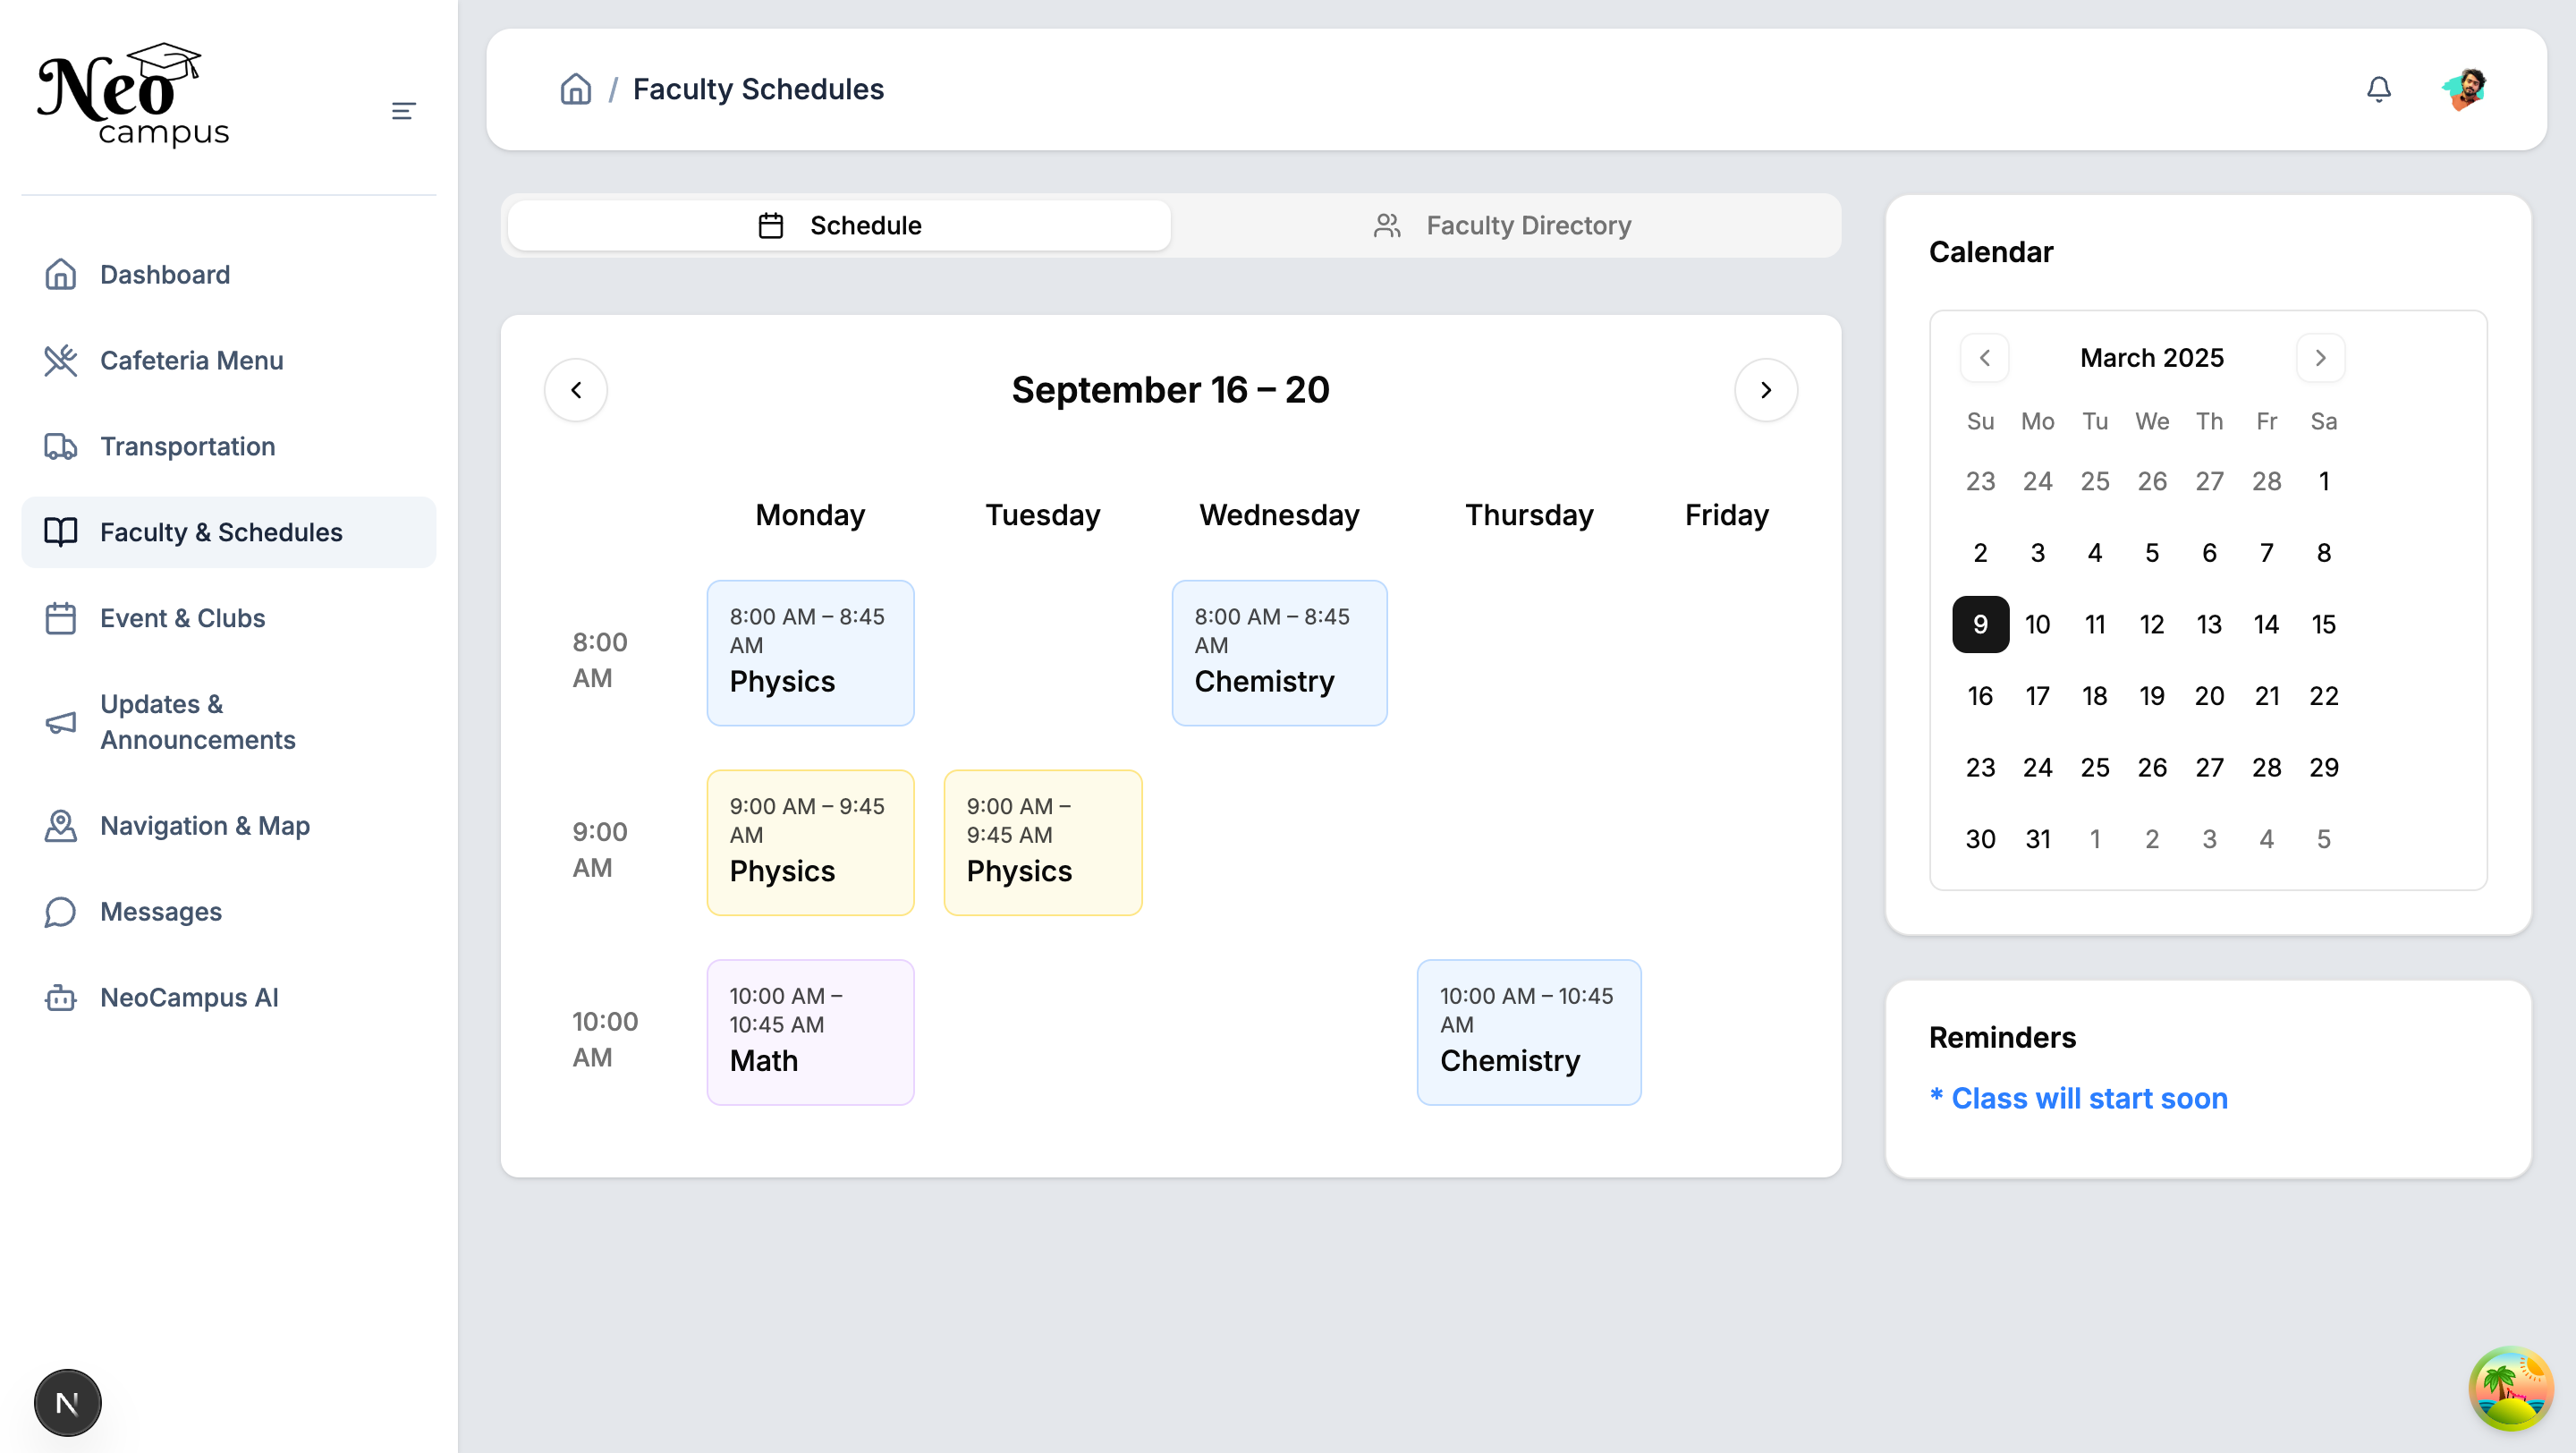 Neo
campus
Dashboard
Cafeteria Menu
Transportation
Faculty & Schedules
Event & Clubs
Updates &
Announcements
Navigation & Map
Messages
NeoCampus AI
N
/ Faculty Schedules
Schedule
Faculty Directory
September 16 – 20
Monday Tuesday Wednesday Thursday Friday
8:00
AM
8:00 AM – 8:45
AM
Physics
8:00 AM – 8:45
AM
Chemistry
9:00
AM
9:00 AM – 9:45
AM
Physics
9:00 AM –
9:45 AM
Physics
10:00
AM
10:00 AM –
10:45 AM
Math
10:00 AM – 10:45
AM
Chemistry
Calendar
March 2025
Su Mo Tu We Th Fr Sa
23 24 25 26 27 28 1
2 3 4 5 6 7 8
9 10 11 12 13 14 15
16 17 18 19 20 21 22
23 24 25 26 27 28 29
30 31 1 2 3 4 5
Reminders
* Class will start soon